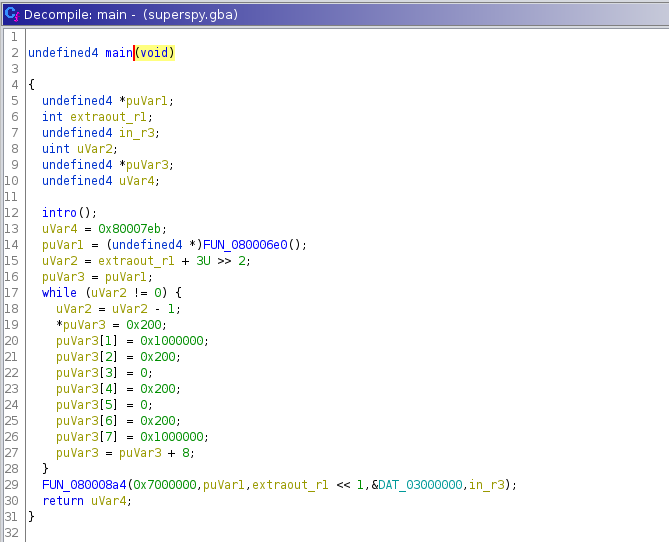 Decompile: main - (superspy.gba)
1
2 undefined4 main(void)
3
4 {
5 undefined4 *puVar1;
6 int extraout_r1;
7 undefined4 in_r3;
8 uint uVar2;
9 undefined4 *puVar3;
10 undefined4 uVar4;
11
12 intro();
13 uVar4 = 0x80007eb;
14 puVar1 = (undefined4 *)FUN_080006e0();
15 uVar2 = extraout_r1 + 3U >> 2;
16 puVar3 = puVar1;
17 while (uVar2 != 0) {
18 uVar2 = uVar2 - 1;
19 *puVar3 = 0x200;
20 puVar3[1] = 0x1000000;
21 puVar3[2] = 0x200;
22 puVar3[3] = 0;
23 puVar3[4] = 0x200;
24 puVar3[5] = 0;
25 puVar3[6] = 0x200;
26 puVar3[7] = 0x1000000;
27 puVar3 = puVar3 + 8;
28 }
29 FUN_080008a4(0x7000000,puVar1,extraout_r1 << 1,&DAT_03000000,in_r3);
30 return uVar4;
31 }
32